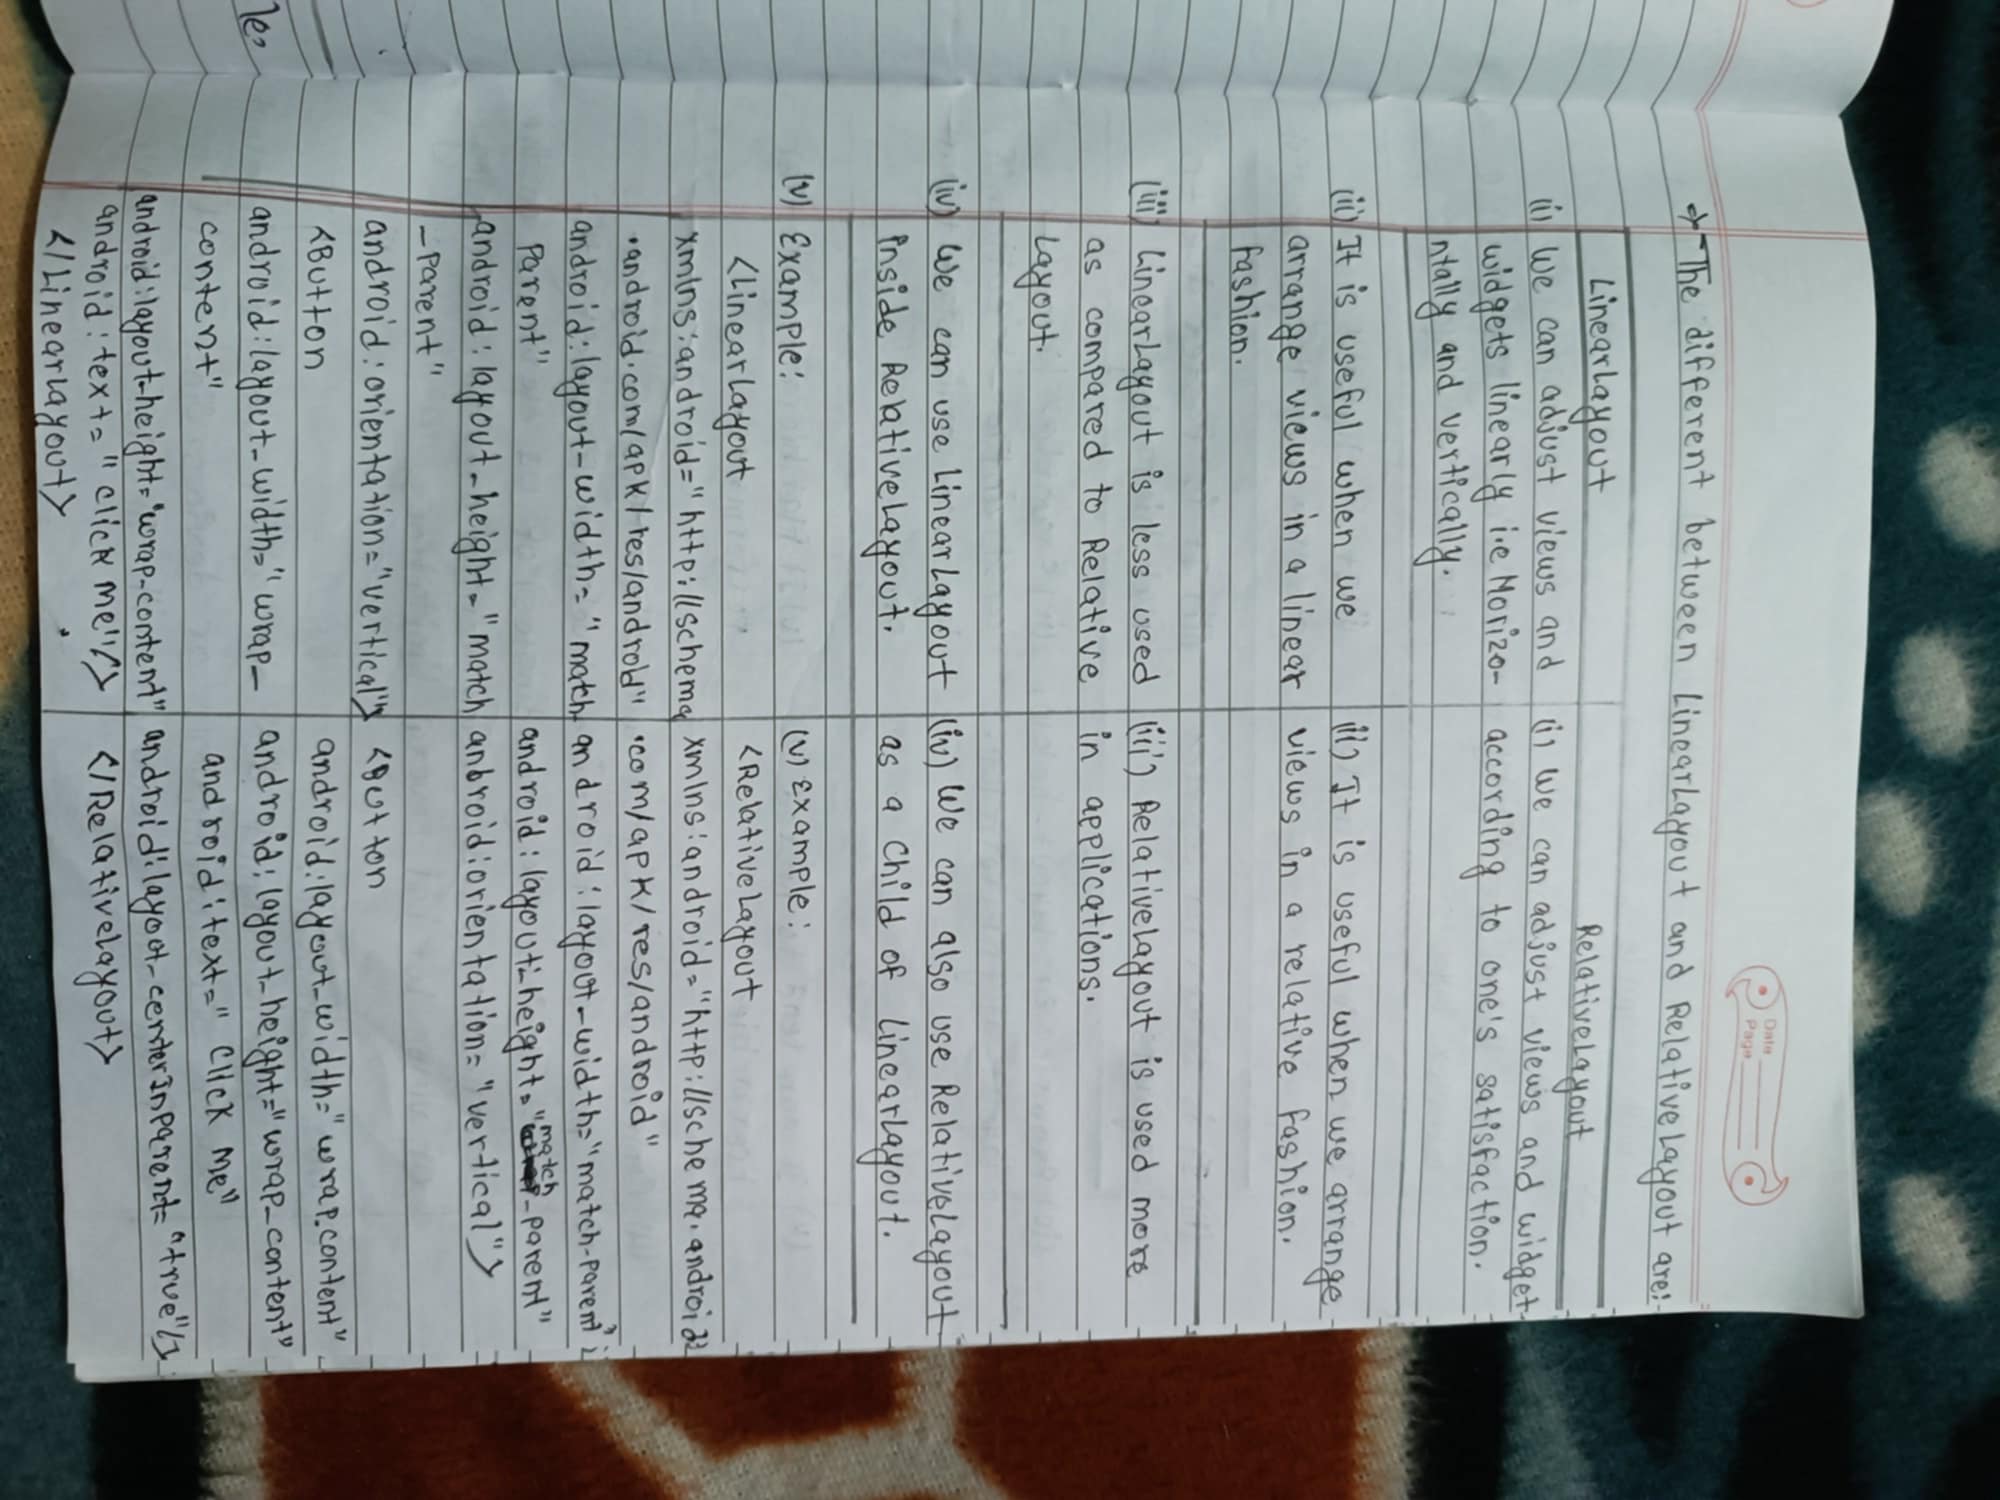 Date
Page
→ The different between LinearLayout and RelativeLayout are:-
LinearLayout
(i) We can adjust views and
widgets linearly i.e Horizo-
ntally and vertically.
(ii) It is useful when we
arrange views in a linear
fashion.
(iii) LinearLayout is less used
as compared to Relative
Layout.
(iv) We can use LinearLayout
inside RelativeLayout.
(v) Example:
<LinearLayout
xmlns:android="http://schema
.android.com/apk/res/android"
android:layout-width="match
Parent"
android:layout-height="match
-Parent"
android:orientation="vertical">
<Button
android:layout-width="wrap-
content"
android:layout-height="wrap-content"
android:text="Click Me"/>
</LinearLayout>
RelativeLayout
(i) We can adjust views and widget
according to one's satisfaction.
(ii) It is useful when we arrange
views in a relative fashion.
(iii) RelativeLayout is used more
in applications.
(iv) We can also use RelativeLayout
as a Child of LinearLayout.
(v) Example:
<RelativeLayout
xmlns:android="http://schema.android
.com/apk/res/android"
android:layout-width="match-Parent"
android:layout-height="match-parent"
anbroid:orientation="vertical">
<Button
android:layout-width="wrap-content"
android:layout-height="wrap-content"
android:text="Click Me"
android:layout-centerInParent="true"/>
</RelativeLayout>
le.